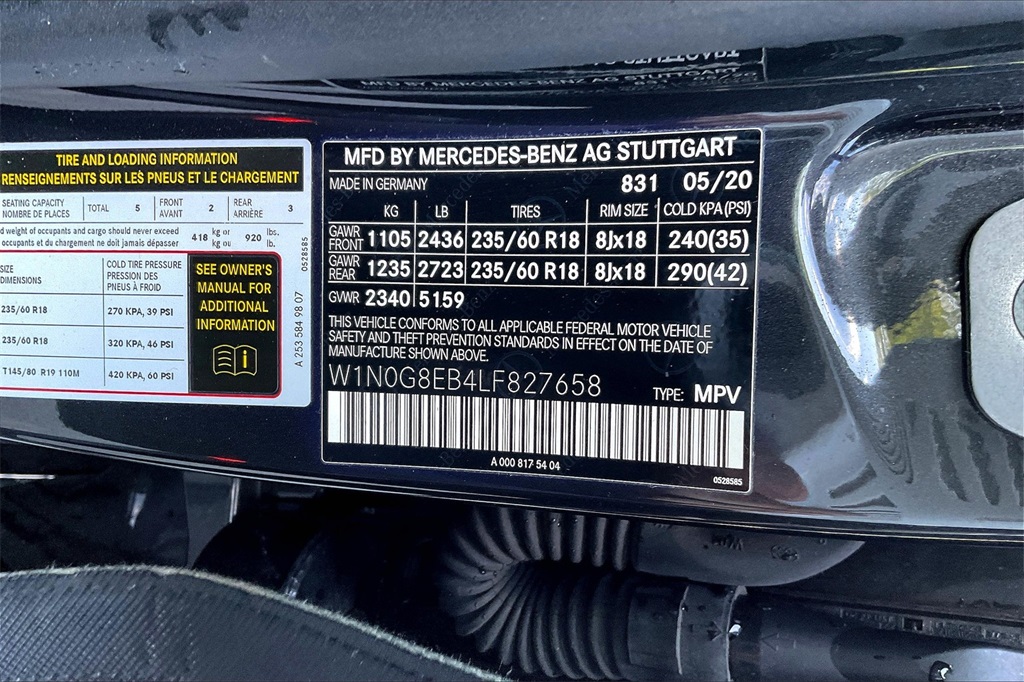 MFD BY MERCEDES-BENZ AG STUTTGART
TIRE AND LOADING INFORMATION
RENSEIGNEMENTS SUR LES PNEUS ET LE CHARGEMENT
SEATING CAPACITY
NOMBRE DE PLACES
TOTAL 5
FRONT
AVANT 2
REAR
ARRIÈRE 3
d weight of occupants and cargo should never exceed
occupants et du chargement ne doit jamais dépasser
418 kg or
kg ou
920 lbs.
lb.
SIZE
DIMENSIONS
COLD TIRE PRESSURE
PRESSION DES
PNEUS À FROID
235/60 R18 270 KPA, 39 PSI
235/60 R18 320 KPA, 46 PSI
T145/80 R19 110M 420 KPA, 60 PSI
SEE OWNER'S
MANUAL FOR
ADDITIONAL
INFORMATION
0528585
A 253 584 98 07
MFD BY MERCEDES-BENZ AG STUTTGART
MADE IN GERMANY 831 05/20
KG LB TIRES RIM SIZE COLD KPA(PSI)
GAWR
FRONT 1105 2436 235/60 R18 8Jx18 240(35)
GAWR
REAR 1235 2723 235/60 R18 8Jx18 290(42)
GVWR 2340 5159
THIS VEHICLE CONFORMS TO ALL APPLICABLE FEDERAL MOTOR VEHICLE
SAFETY AND THEFT PREVENTION STANDARDS IN EFFECT ON THE DATE OF
MANUFACTURE SHOWN ABOVE.
W1N0G8EB4LF827658
TYPE: MPV
A 000 817 54 04
0528585